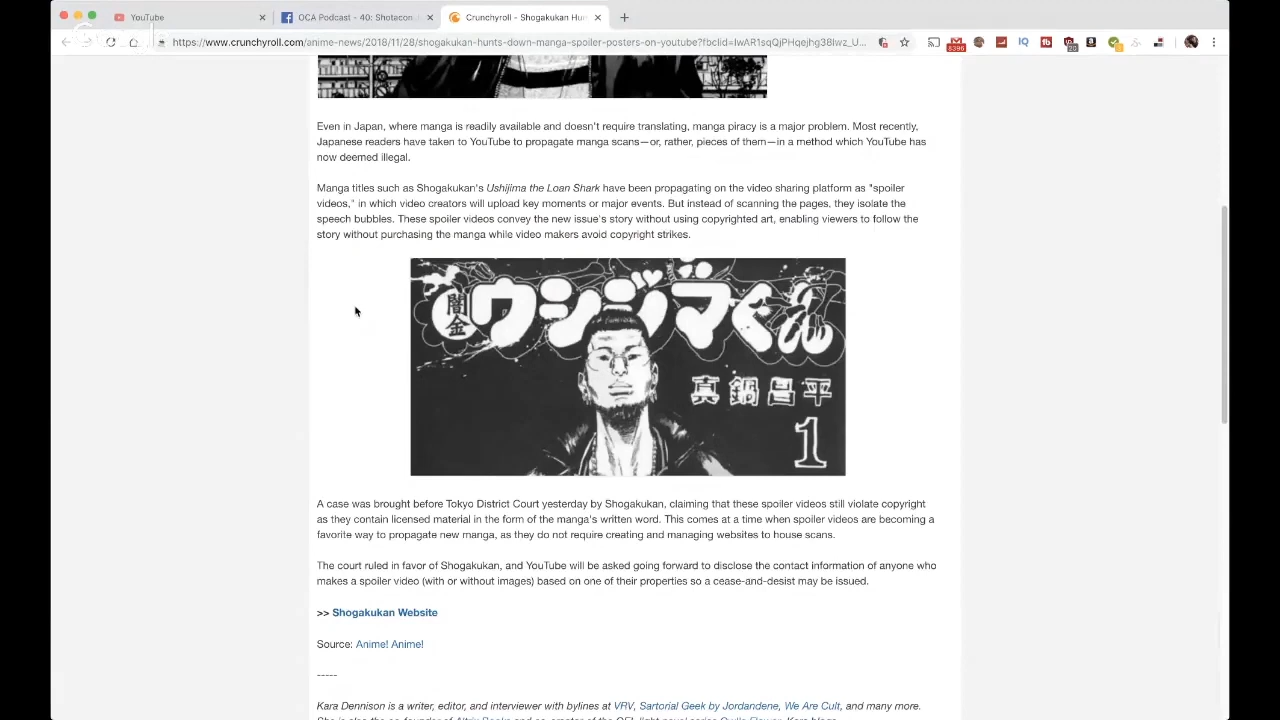 YouTube
OCA Podcast - 40: Shotacon
Crunchyroll - Shogakukan Hun
https://www.crunchyroll.com/anime-news/2018/11/28/shogakukan-hunts-down-manga-spoiler-posters-on-youtube?fbclid=IwAR1sqQjPHqejhg38Iwz_U...
8396
20
Even in Japan, where manga is readily available and doesn't require translating, manga piracy is a major problem. Most recently,
Japanese readers have taken to YouTube to propagate manga scans—or, rather, pieces of them—in a method which YouTube has
now deemed illegal.
Manga titles such as Shogakukan's Ushijima the Loan Shark have been propagating on the video sharing platform as "spoiler
videos," in which video creators will upload key moments or major events. But instead of scanning the pages, they isolate the
speech bubbles. These spoiler videos convey the new issue's story without using copyrighted art, enabling viewers to follow the
story without purchasing the manga while video makers avoid copyright strikes.
闇金ウシジマくん
真鍋昌平
1
A case was brought before Tokyo District Court yesterday by Shogakukan, claiming that these spoiler videos still violate copyright
as they contain licensed material in the form of the manga's written word. This comes at a time when spoiler videos are becoming a
favorite way to propagate new manga, as they do not require creating and managing websites to house scans.
The court ruled in favor of Shogakukan, and YouTube will be asked going forward to disclose the contact information of anyone who
makes a spoiler video (with or without images) based on one of their properties so a cease-and-desist may be issued.
>> Shogakukan Website
Source: Anime! Anime!
-----
Kara Dennison is a writer, editor, and interviewer with bylines at VRV, Sartorial Geek by Jordandene, We Are Cult, and many more.